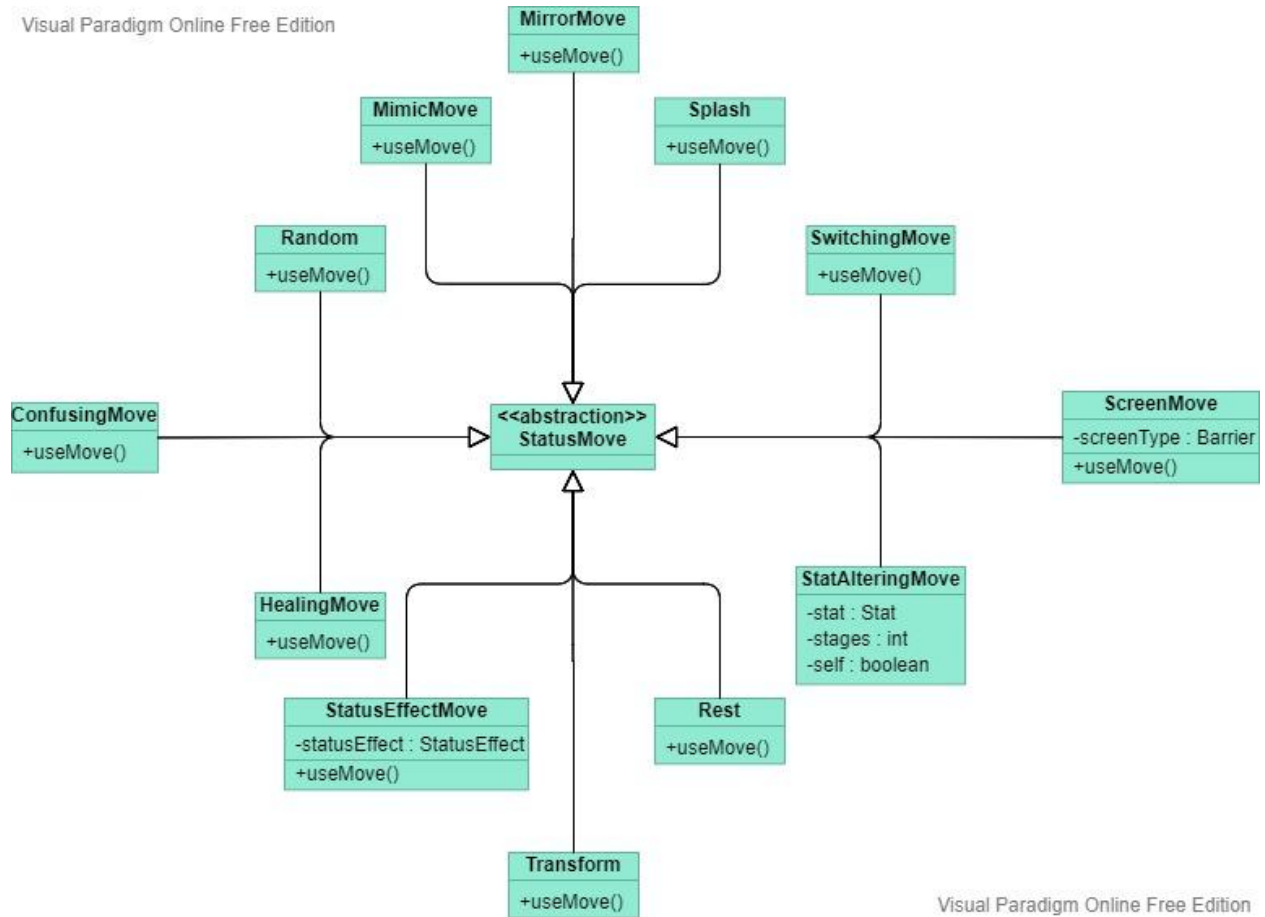 Visual Paradigm Online Free Edition
MirrorMove
+useMove()
MimicMove
+useMove()
Splash
+useMove()
Random
+useMove()
SwitchingMove
+useMove()
ConfusingMove
+useMove()
<<abstraction>>
StatusMove
ScreenMove
-screenType : Barrier
+useMove()
HealingMove
+useMove()
StatAlteringMove
-stat : Stat
-stages : int
-self : boolean
StatusEffectMove
-statusEffect : StatusEffect
+useMove()
Rest
+useMove()
Transform
+useMove()
Visual Paradigm Online Free Edition